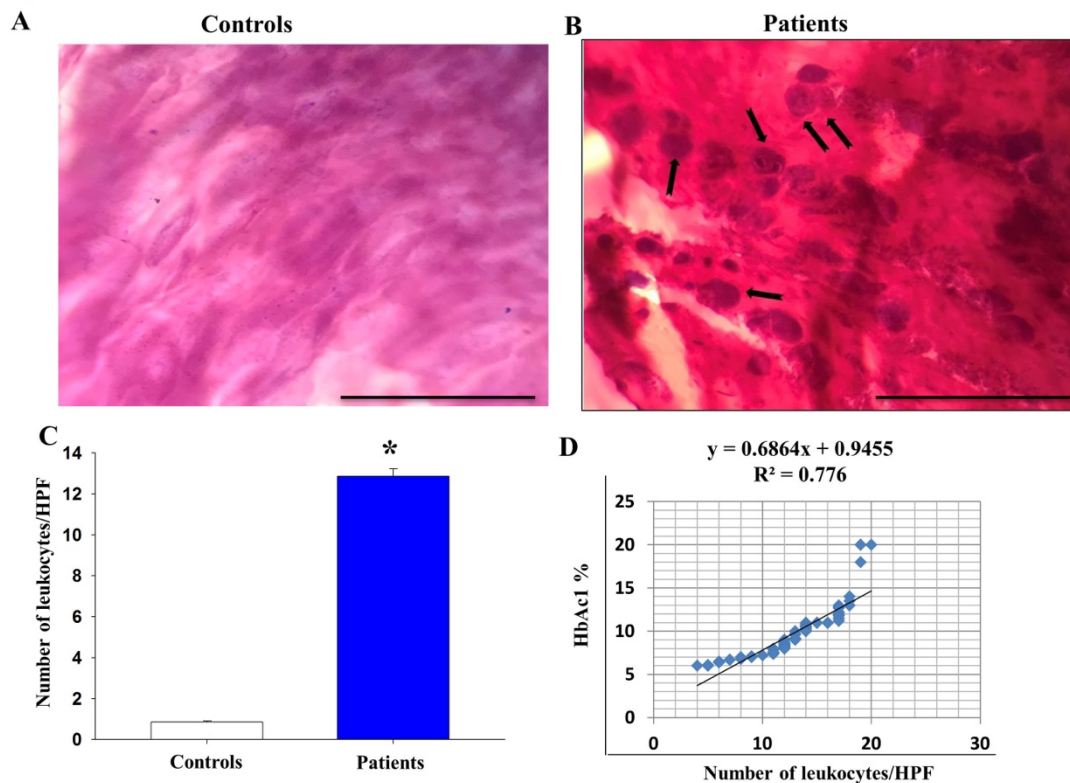 A
Controls
B
Patients
C
Number of leukocytes/HPF
14
12
10
8
6
4
2
0
*
Controls
Patients
D
y = 0.6864x + 0.9455
R² = 0.776
HbAc1 %
25
20
15
10
5
0
0 10 20 30
Number of leukocytes/HPF